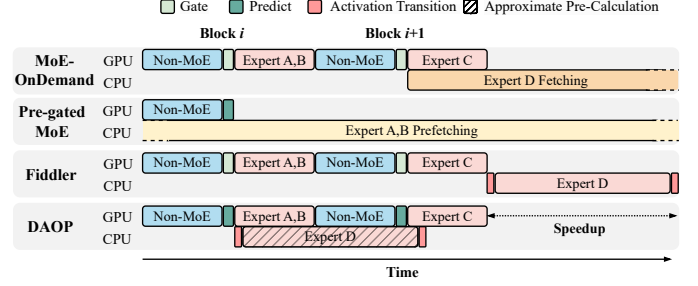 Gate Predict Activation Transition Approximate Pre-Calculation
Block i Block i+1
MoE-OnDemand
GPU Non-MoE Expert A,B Non-MoE Expert C
CPU Expert D Fetching
Pre-gated MoE
GPU Non-MoE
CPU Expert A,B Prefetching
Fiddler
GPU Non-MoE Expert A,B Non-MoE Expert C
CPU Expert D
DAOP
GPU Non-MoE Expert A,B Non-MoE Expert C
CPU Expert D Speedup
Time